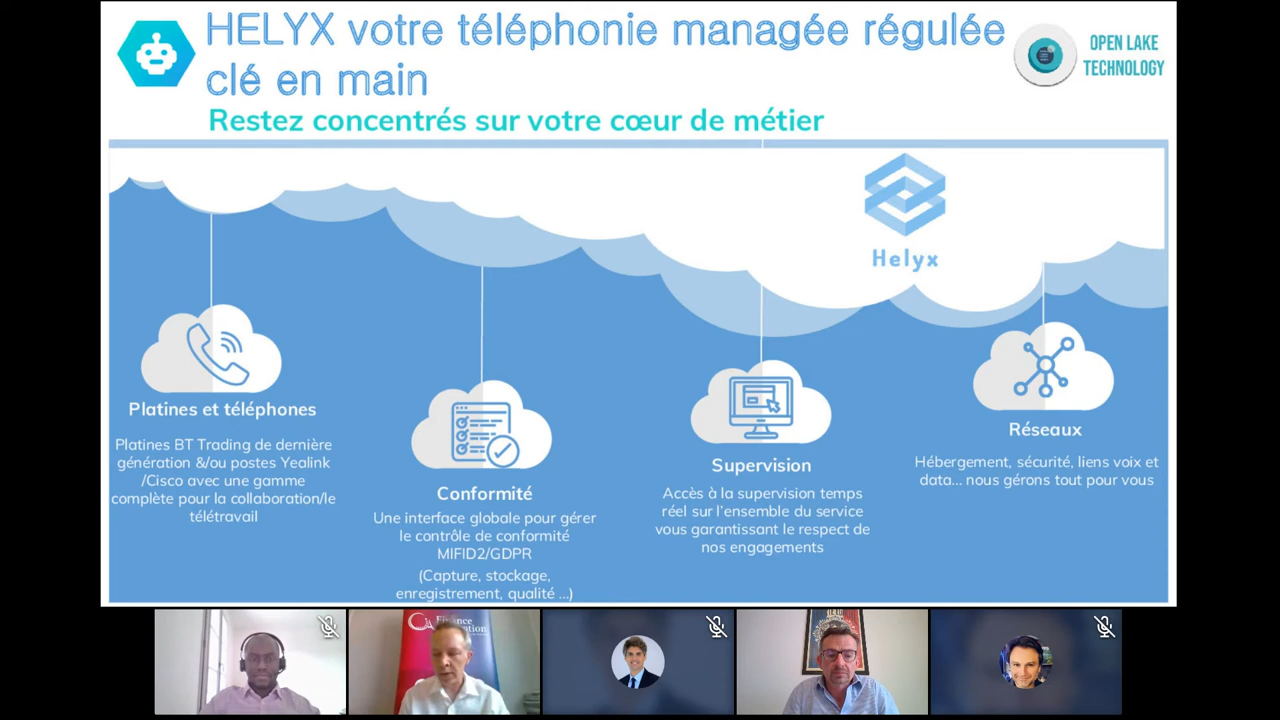 HELYX votre téléphonie managée régulée
clé en main
OPEN LAKE
TECHNOLOGY
Restez concentrés sur votre cœur de métier
Helyx
Platines et téléphones
Platines BT Trading de dernière
génération &/ou postes Yealink
/Cisco avec une gamme
complète pour la collaboration/le
télétravail
Conformité
Une interface globale pour gérer
le contrôle de conformité
MIFID2/GDPR
(Capture, stockage,
enregistrement, qualité ...)
Supervision
Accès à la supervision temps
réel sur l'ensemble du service
vous garantissant le respect de
nos engagements
Réseaux
Hébergement, sécurité, liens voix et
data... nous gérons tout pour vous
Finance